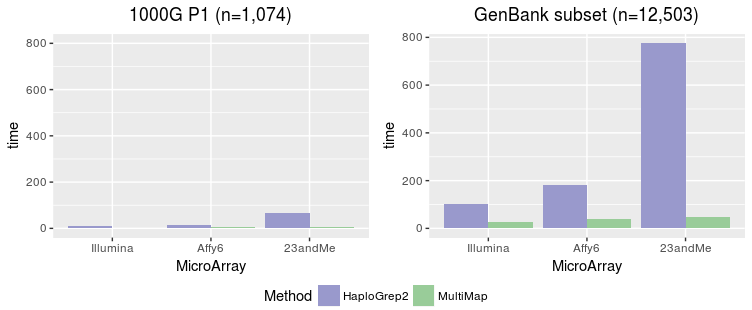 1000G P1 (n=1,074)
800
600
400
200
0
time
Illumina
Affy6
23andMe
MicroArray
GenBank subset (n=12,503)
800
600
400
200
0
time
Illumina
Affy6
23andMe
MicroArray
Method HaploGrep2 MultiMap